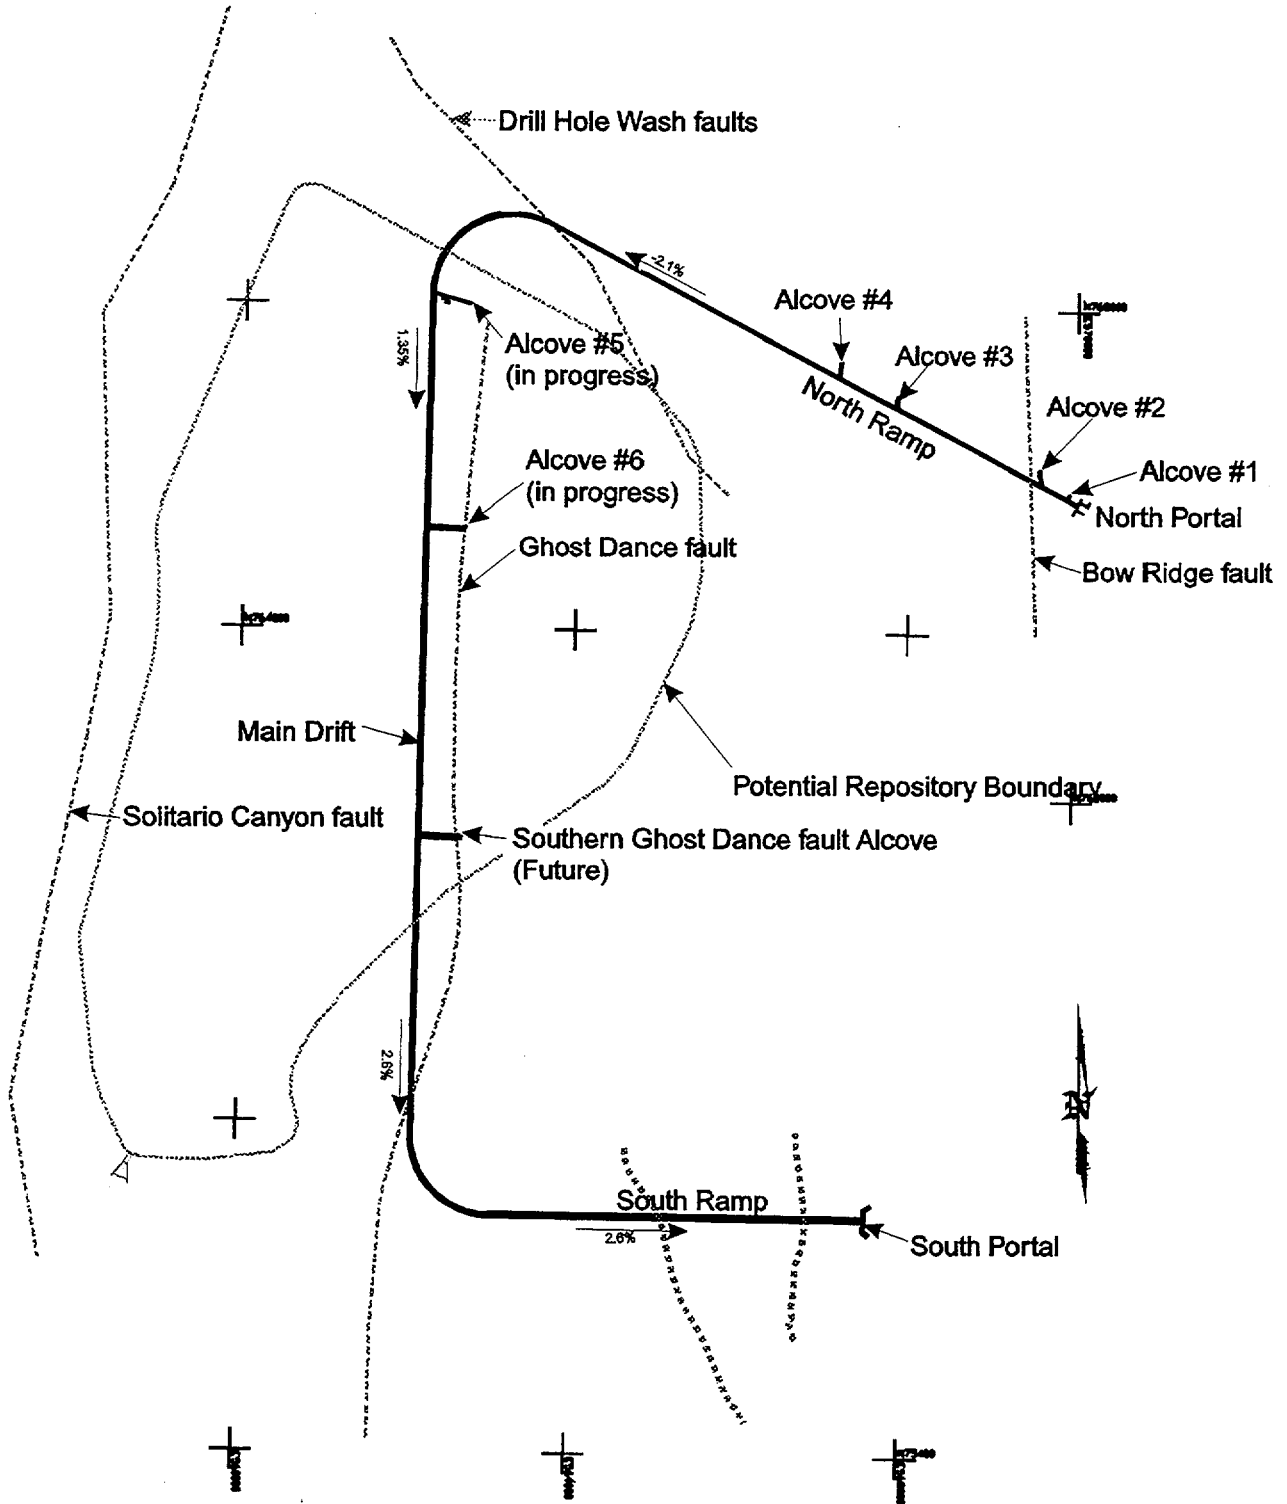 Drill Hole Wash faults
-2.1%
Alcove #4
Alcove #5
(in progress)
1.35%
Alcove #3
North Ramp
Alcove #2
Alcove #6
(in progress)
Alcove #1
North Portal
Ghost Dance fault
Bow Ridge fault
Main Drift
Potential Repository Boundary
Solitario Canyon fault
Southern Ghost Dance fault Alcove
(Future)
2.6%
South Ramp
2.6%
South Portal